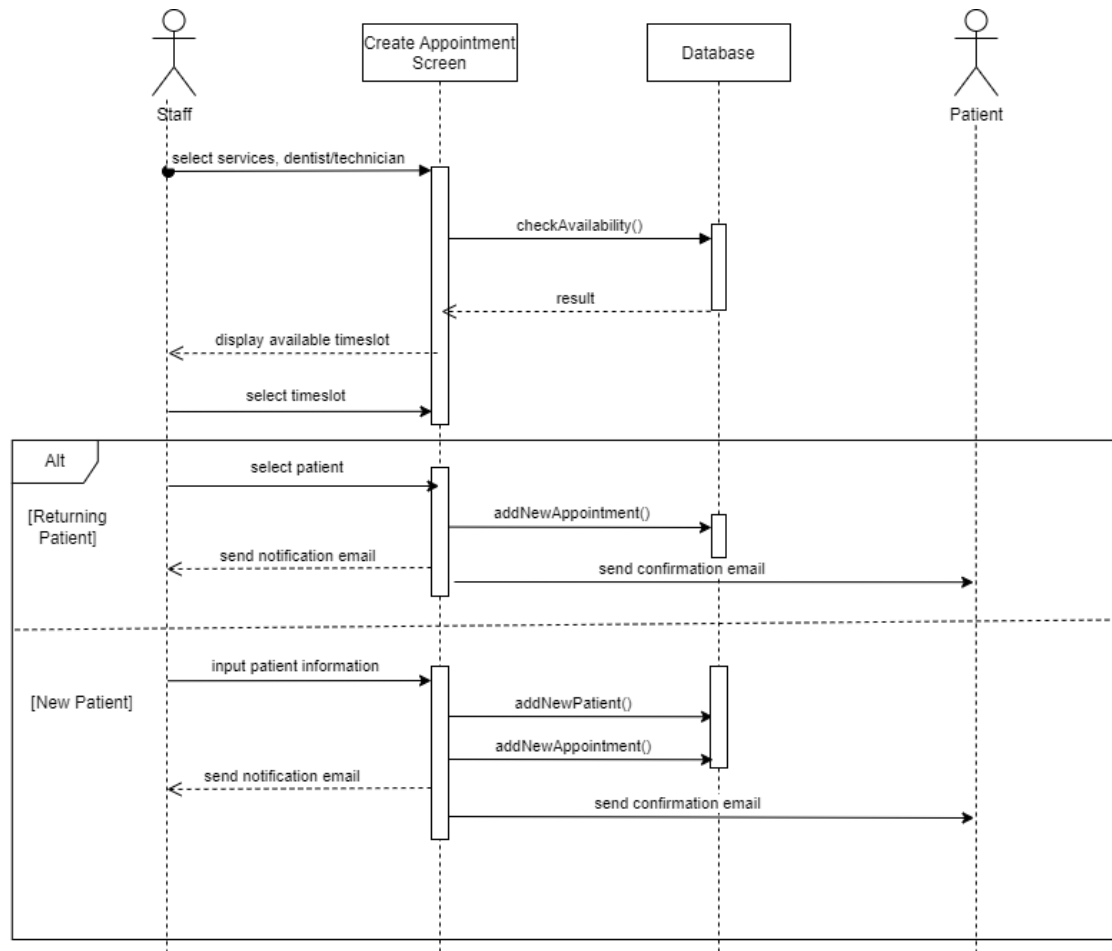 Create Appointment
Screen
Database
Staff
Patient
select services, dentist/technician
checkAvailability()
result
display available timeslot
select timeslot
Alt
select patient
[Returning
Patient]
addNewAppointment()
send notification email
send confirmation email
input patient information
[New Patient]
addNewPatient()
addNewAppointment()
send notification email
send confirmation email